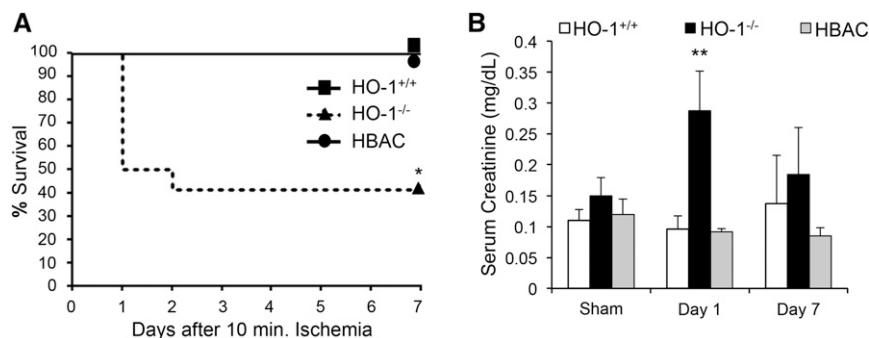 A
% Survival
100
90
80
70
60
50
40
30
20
10
0
0 1 2 3 4 5 6 7
Days after 10 min. Ischemia
HO-1+/+
HO-1-/-
HBAC
*
B
HO-1+/+ HO-1-/- HBAC
Serum Creatinine (mg/dL)
0.4
0.35
0.3
0.25
0.2
0.15
0.1
0.05
0
**
Sham Day 1 Day 7